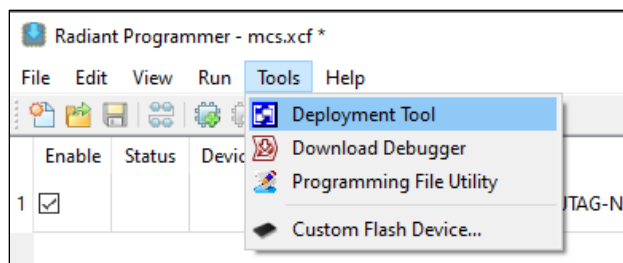 Radiant Programmer - mcs.xcf *
File Edit View Run Tools Help
Deployment Tool
Enable Status
Download Debugger
Programming File Utility
1
Custom Flash Device...